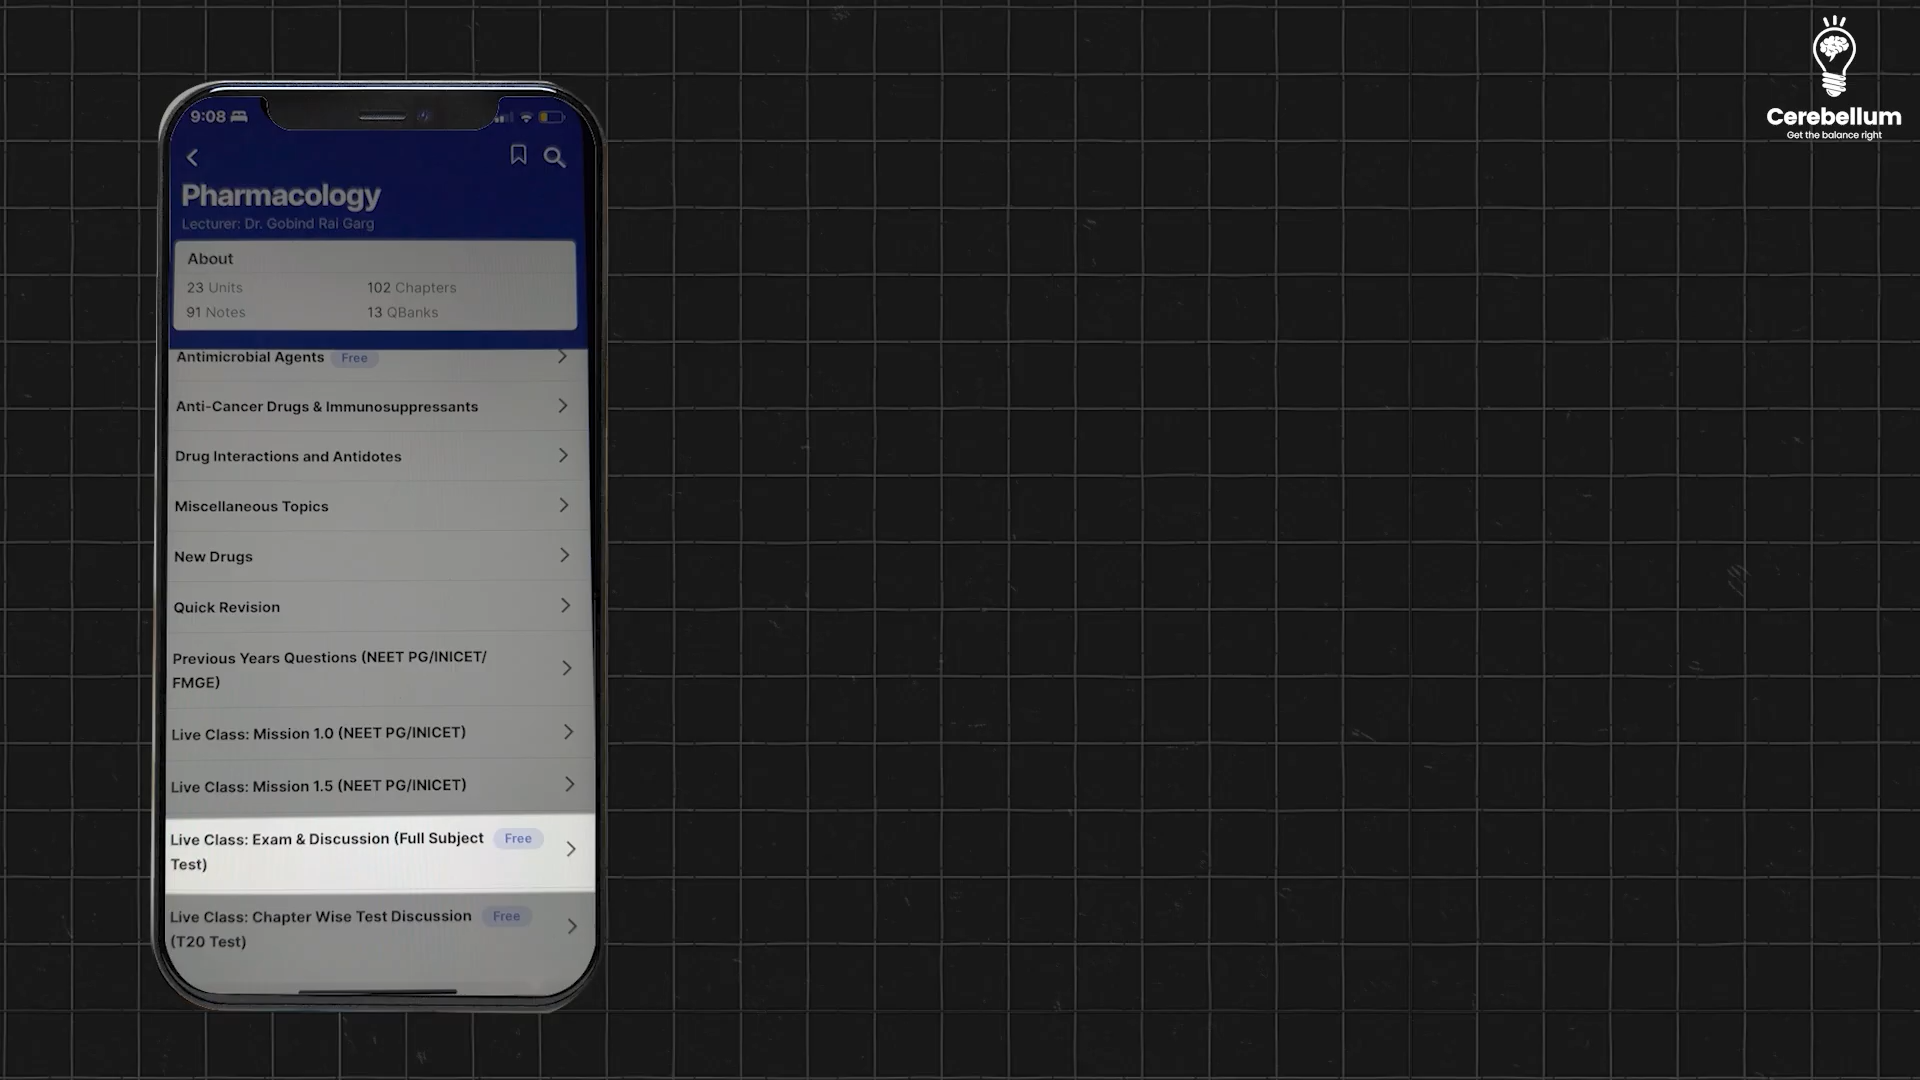 Cerebellum
Get the balance right
9:08
Pharmacology
Lecturer: Dr. Gobind Rai Garg
About
23 Units 102 Chapters
91 Notes 13 QBanks
Antimicrobial Agents Free
Anti-Cancer Drugs & Immunosuppressants
Drug Interactions and Antidotes
Miscellaneous Topics
New Drugs
Quick Revision
Previous Years Questions (NEET PG/INICET/
FMGE)
Live Class: Mission 1.0 (NEET PG/INICET)
Live Class: Mission 1.5 (NEET PG/INICET)
Live Class: Exam & Discussion (Full Subject Free
Test)
Live Class: Chapter Wise Test Discussion Free
(T20 Test)